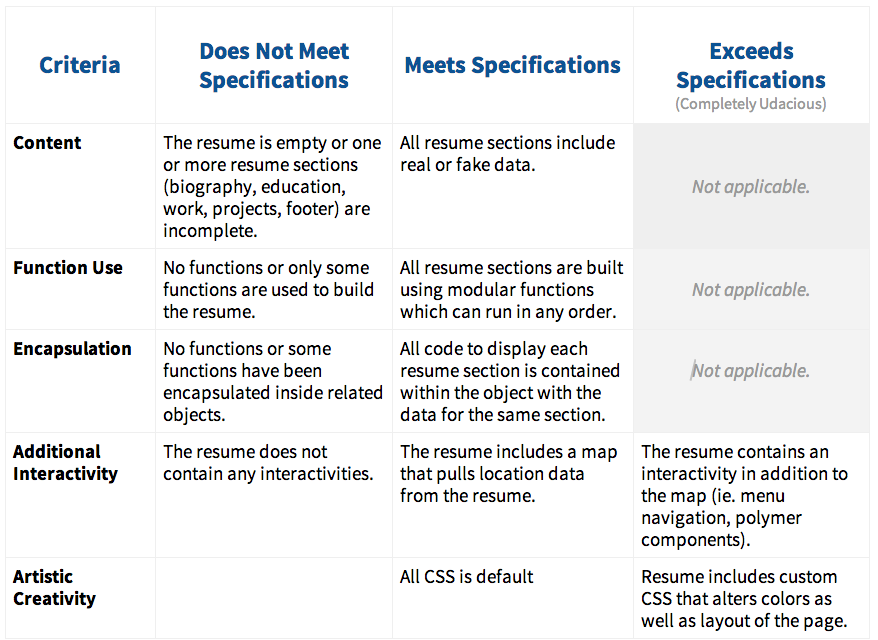 Criteria
Does Not Meet
Specifications
Meets Specifications
Exceeds
Specifications
(Completely Udacious)
Content
The resume is empty or one
or more resume sections
(biography, education,
work, projects, footer) are
incomplete.
All resume sections include
real or fake data.
Not applicable.
Function Use
No functions or only some
functions are used to build
the resume.
All resume sections are built
using modular functions
which can run in any order.
Not applicable.
Encapsulation
No functions or some
functions have been
encapsulated inside related
objects.
All code to display each
resume section is contained
within the object with the
data for the same section.
Not applicable.
Additional
Interactivity
The resume does not
contain any interactivities.
The resume includes a map
that pulls location data
from the resume.
The resume contains an
interactivity in addition to
the map (ie. menu
navigation, polymer
components).
Artistic
Creativity
All CSS is default
Resume includes custom
CSS that alters colors as
well as layout of the page.